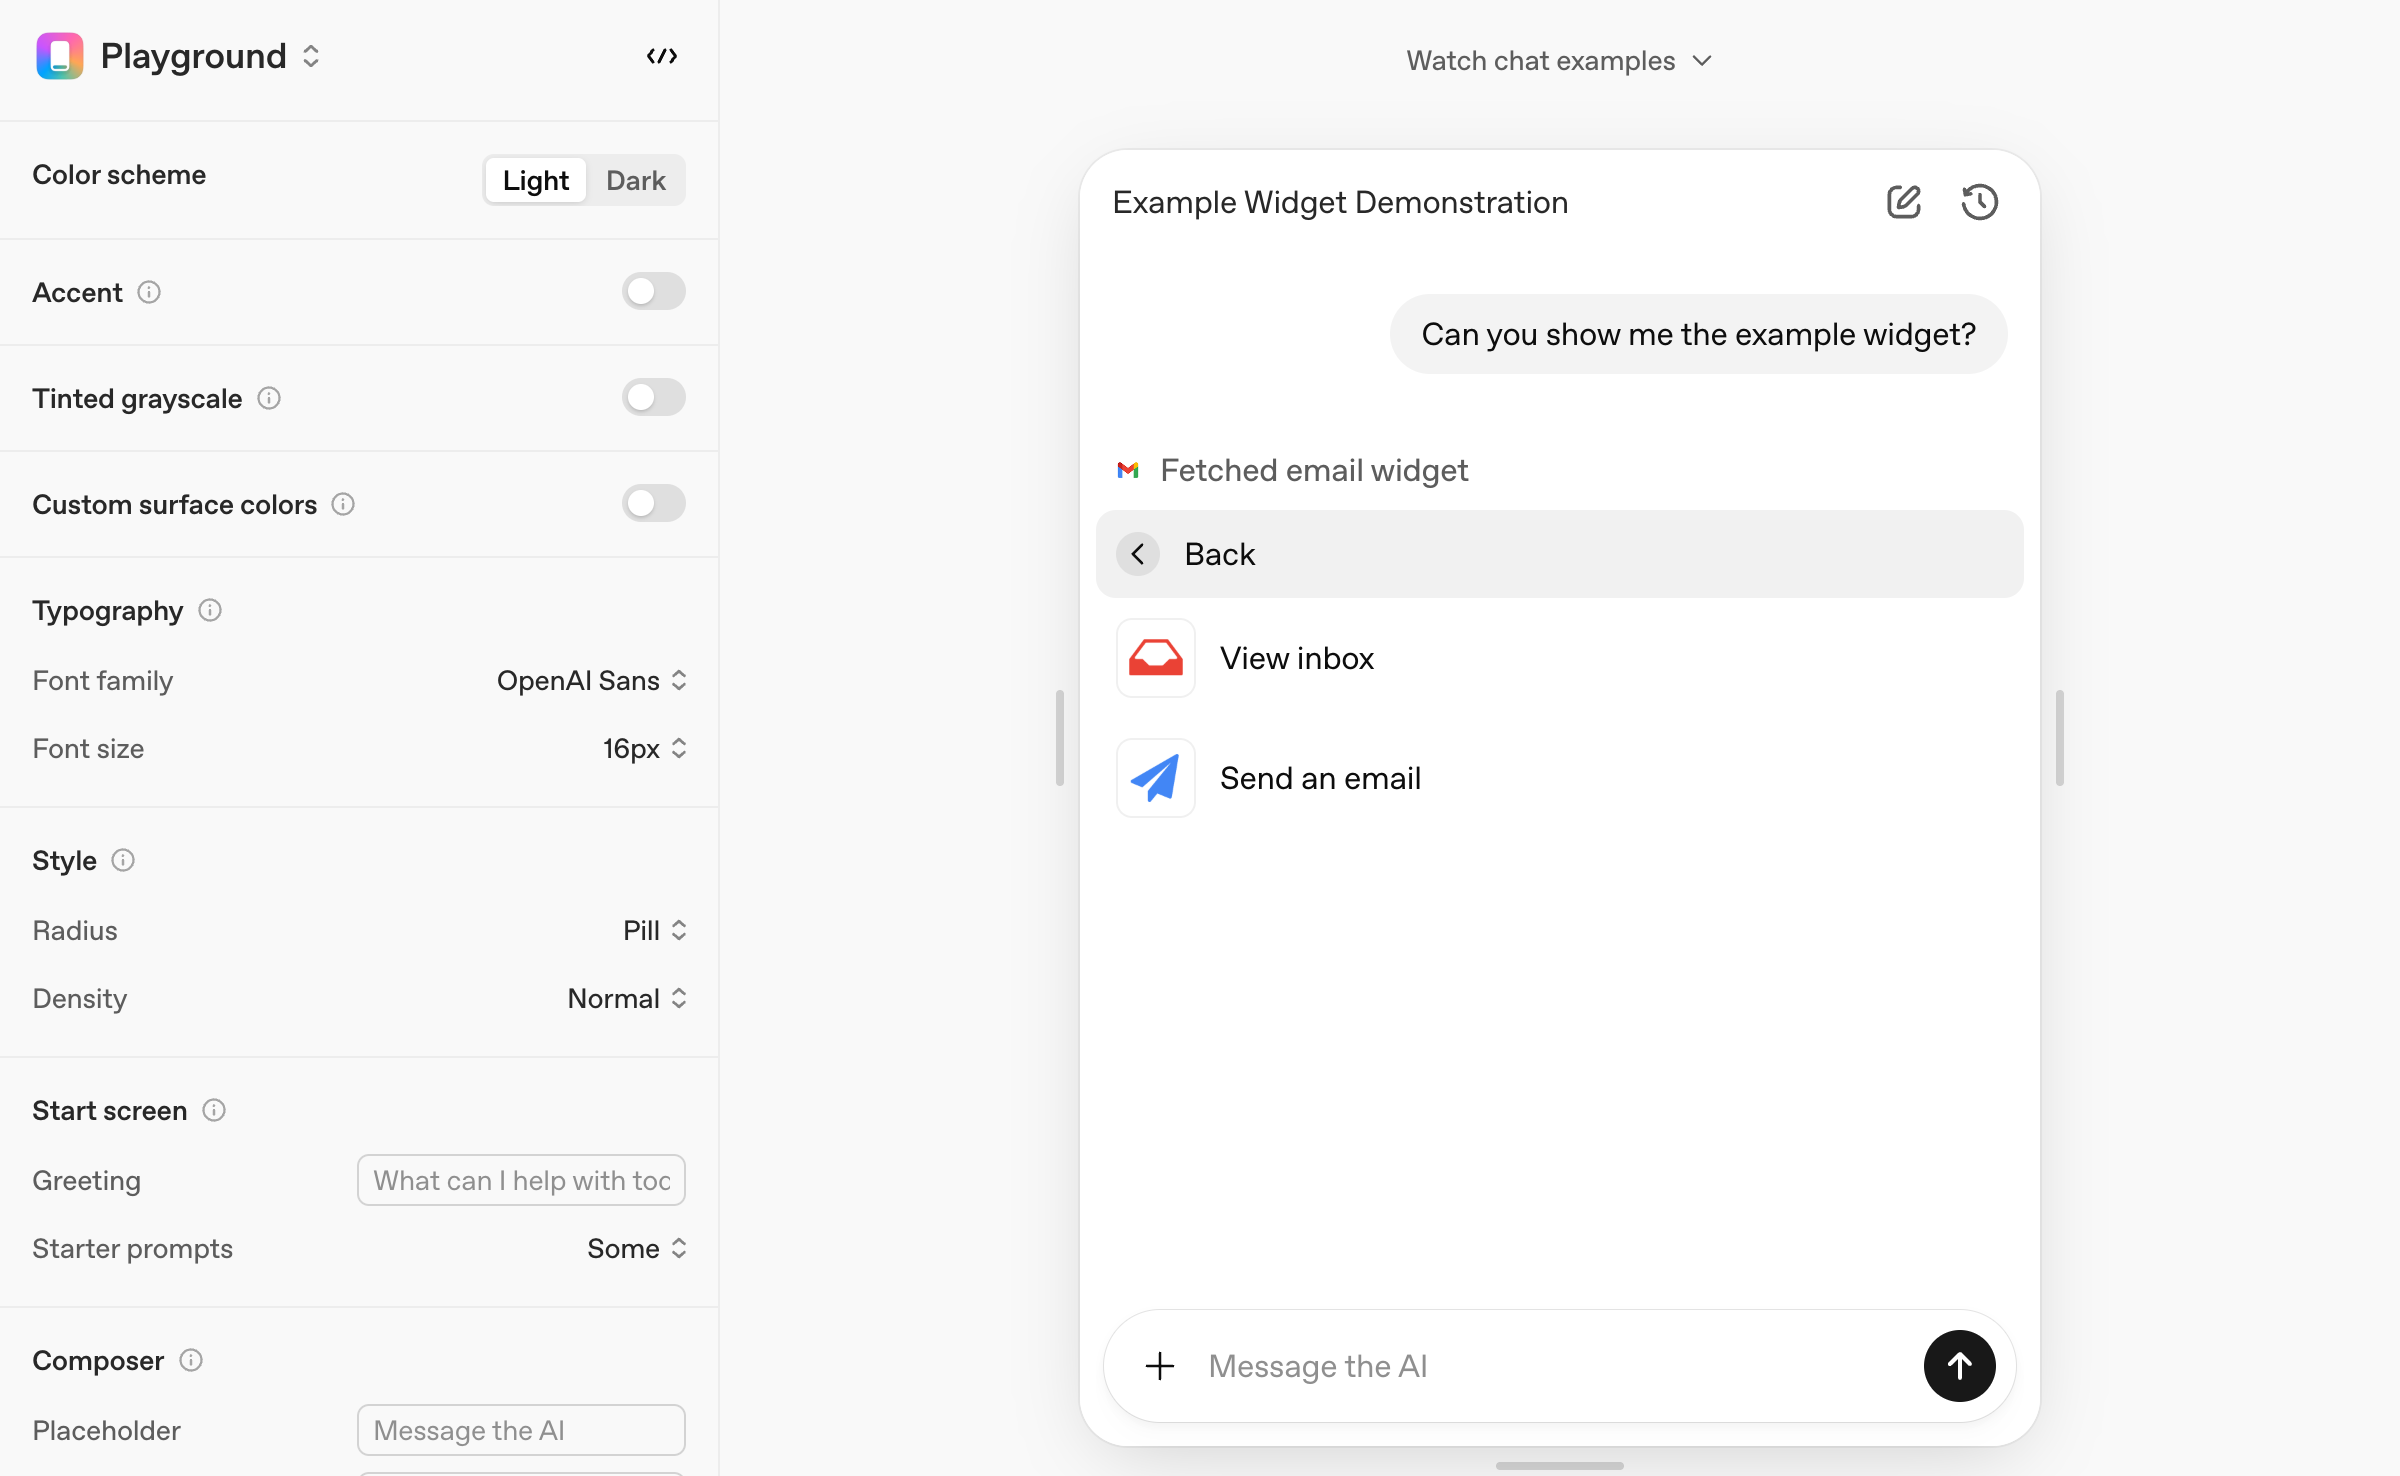 Playground
Color scheme
Light
Dark
Accent
Tinted grayscale
Custom surface colors
Typography
Font family
OpenAI Sans
Font size
16px
Style
Radius
Pill
Density
Normal
Start screen
Greeting
What can I help with
Starter prompts
Some
Composer
Placeholder
Message the AI
Watch chat examples
Example Widget Demonstration
Can you show me the example widget?
Fetched email widget
Back
View inbox
Send an email
Message the AI